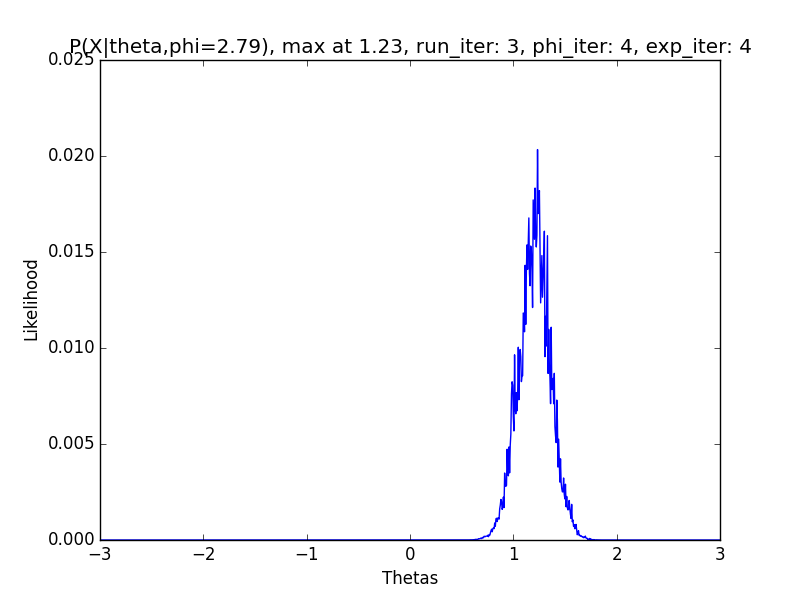 P(X|theta,phi=2.79), max at 1.23, run_iter: 3, phi_iter: 4, exp_iter: 4
0.025
0.020
0.015
0.010
0.005
0.000
Likelihood
−3 −2 −1 0 1 2 3
Thetas